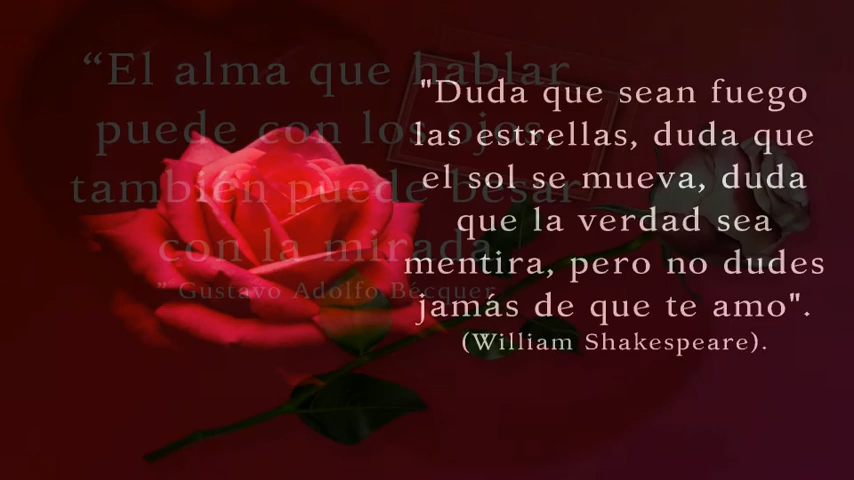 “El alma que hablar
puede con los ojos,
también puede besar
con la mirada
” Gustavo Adolfo Bécquer
"Duda que sean fuego
las estrellas, duda que
el sol se mueva, duda
que la verdad sea
mentira, pero no dudes
jamás de que te amo".
(William Shakespeare).